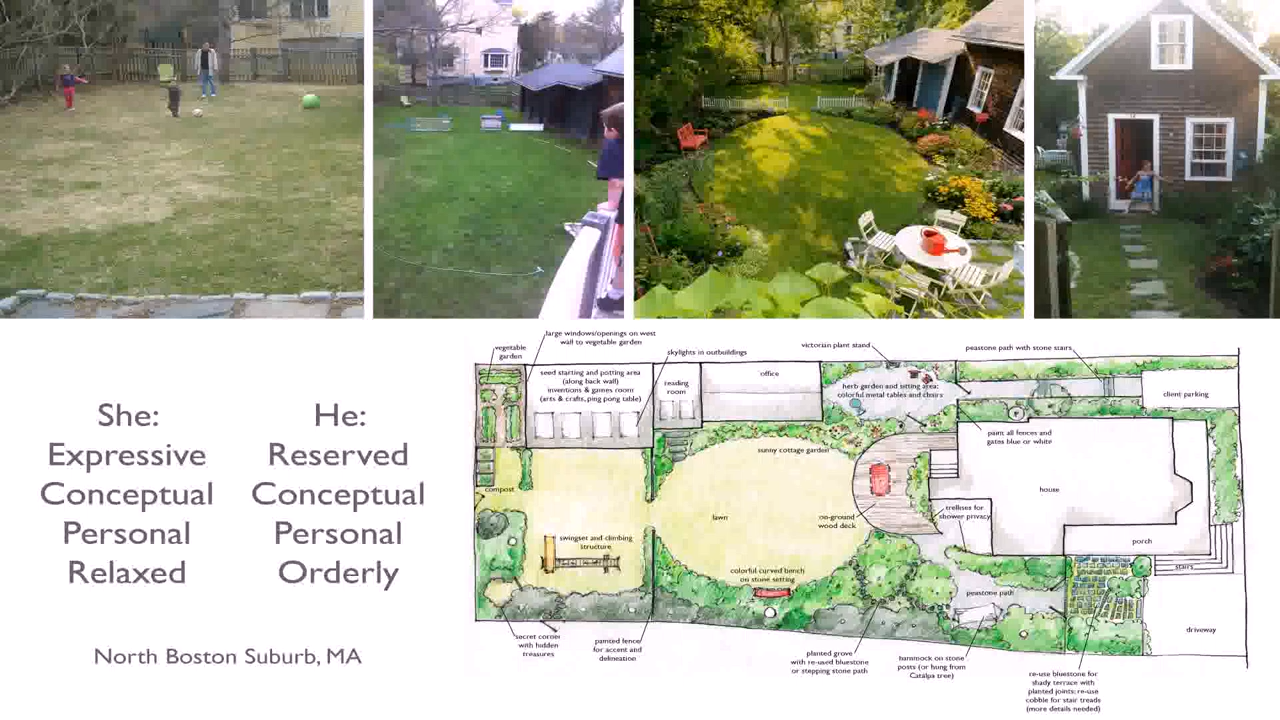 She:
Expressive
Conceptual
Personal
Relaxed
He:
Reserved
Conceptual
Personal
Orderly
North Boston Suburb, MA
vegetable
garden
large windows/openings on west
wall to vegetable garden
skylights in outbuildings
victorian plant stand
peastone path with stone stairs
seed starting and potting area
(along back wall)
inventions & games room
(arts & crafts, ping pong table)
reading
room
office
herb garden and sitting area:
colorful metal tables and chairs
client parking
paint all fences and
gates blue or white
sunny cottage garden
compost
lawn
on-ground
wood deck
trellises for
shower privacy
house
porch
stairs
swingset and climbing
structure
colorful curved bench
on stone setting
peastone path
driveway
secret corner
with hidden
treasures
painted fence
for accent and
delineation
planted grove
with re-used bluestone
or stepping stone path
hammock on stone
posts (or hung from
Catalpa tree)
re-use bluestone for
shady terrace with
planted joints: re-use
cobble for stair treads
(more details needed)